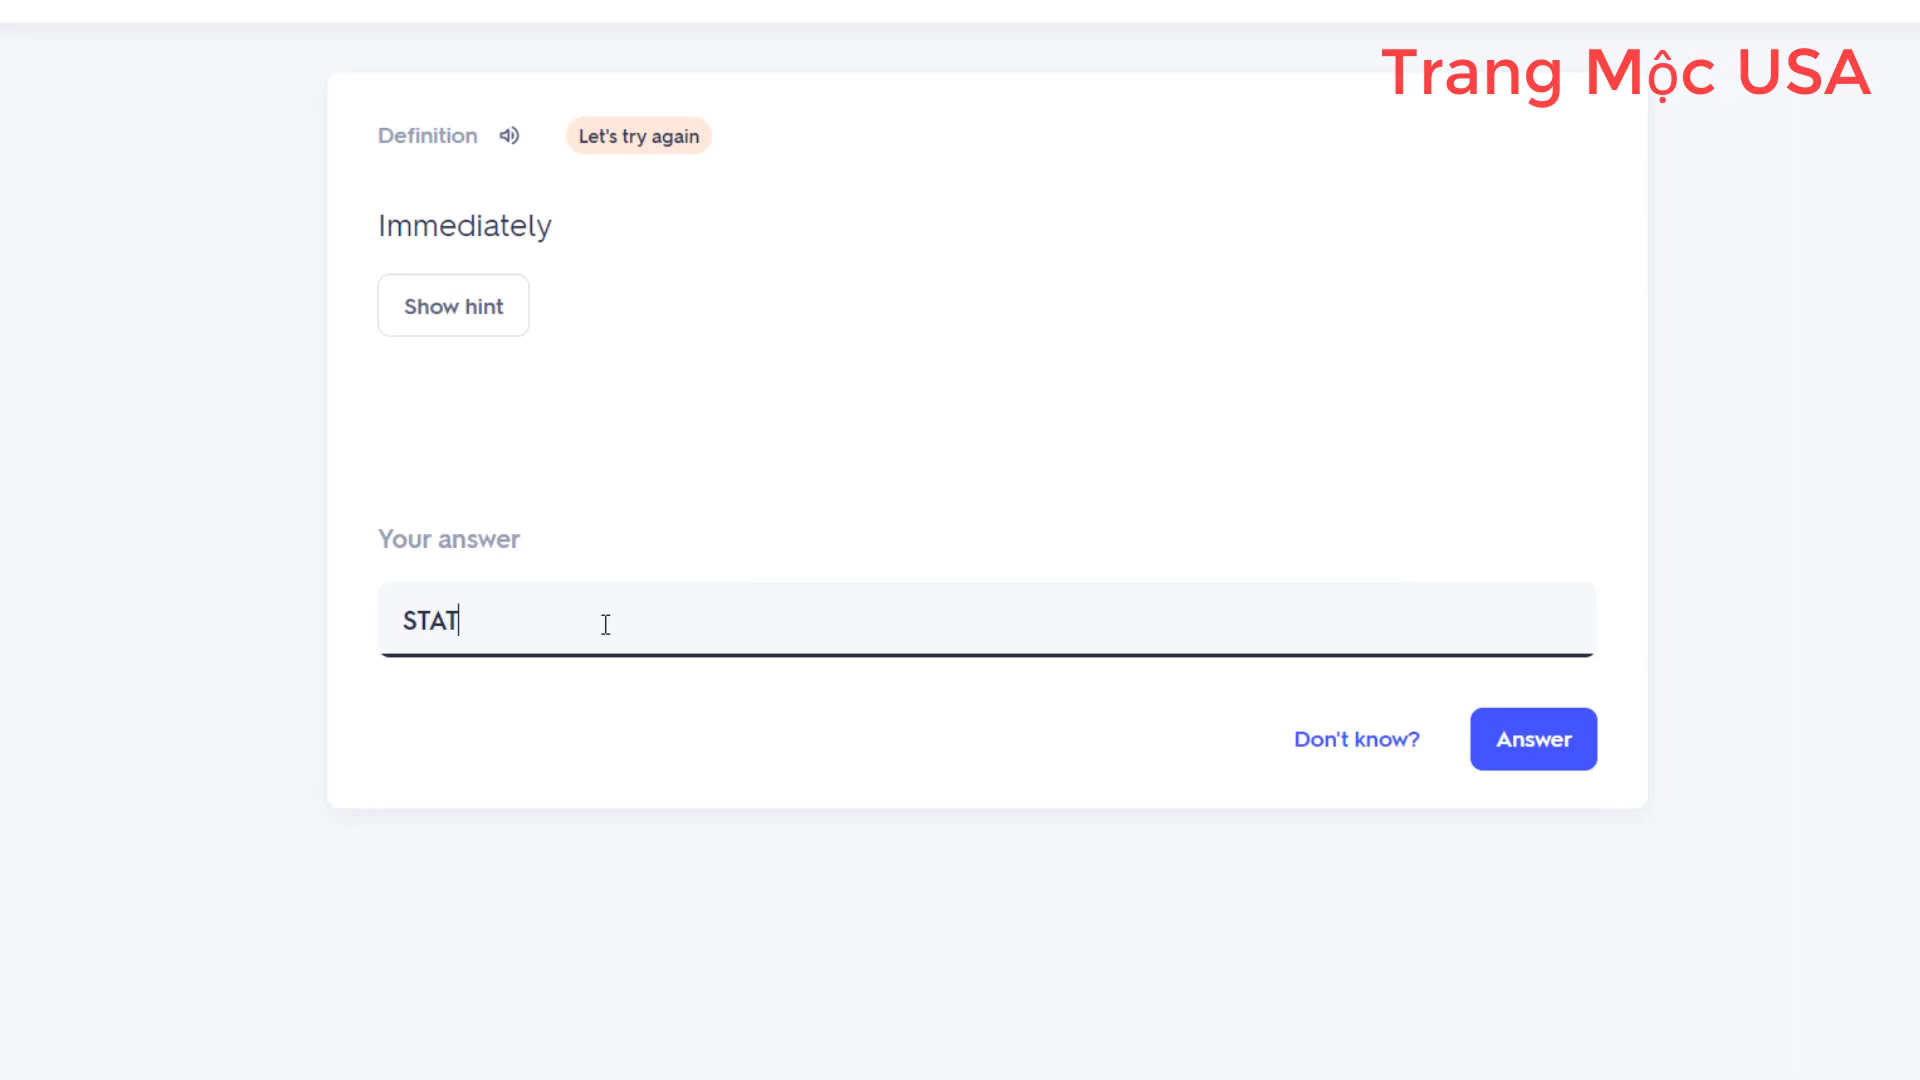 Trang Mộc USA
Definition
Let's try again
Immediately
Show hint
Your answer
STAT
Don't know?
Answer